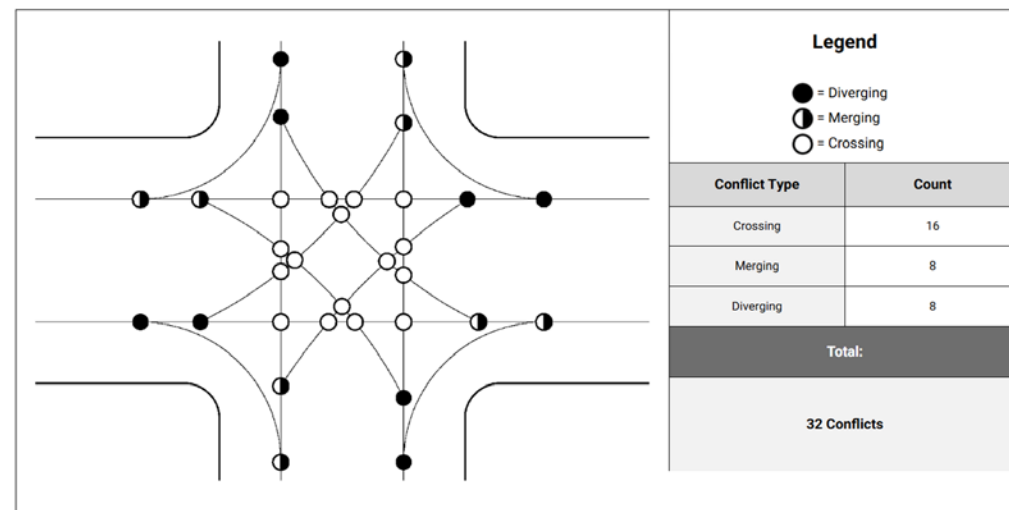 Legend
= Diverging
= Merging
= Crossing
Conflict Type Count
Crossing 16
Merging 8
Diverging 8
Total:
32 Conflicts